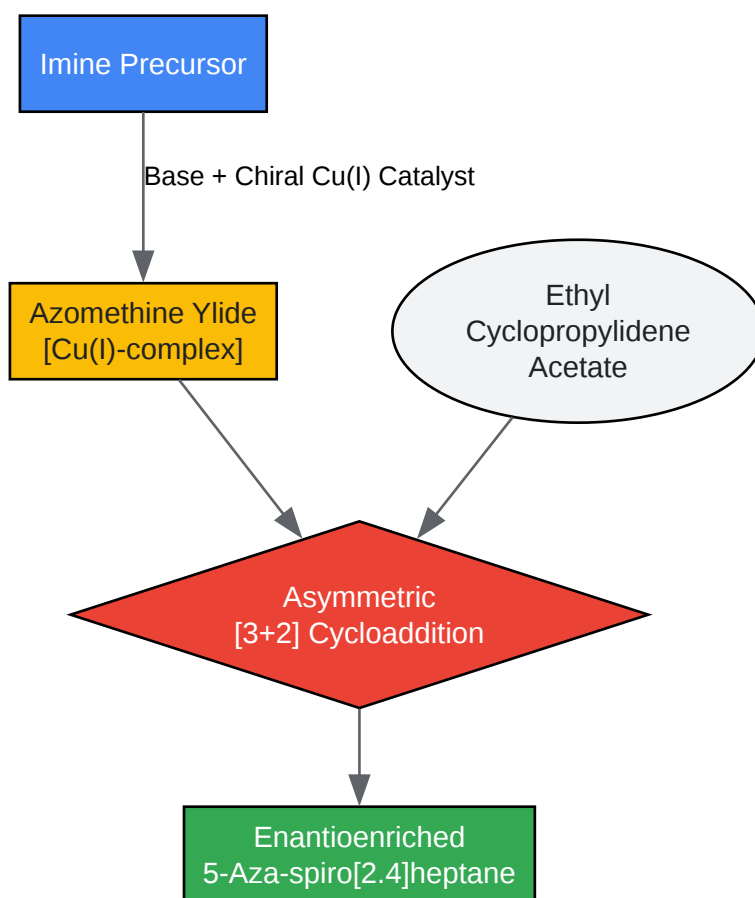 Imine Precursor
Base + Chiral Cu(I) Catalyst
Azomethine Ylide
[Cu(I)-complex]
Ethyl
Cyclopropylidene
Acetate
Asymmetric
[3+2] Cycloaddition
Enantioenriched
5-Aza-spiro[2.4]heptane